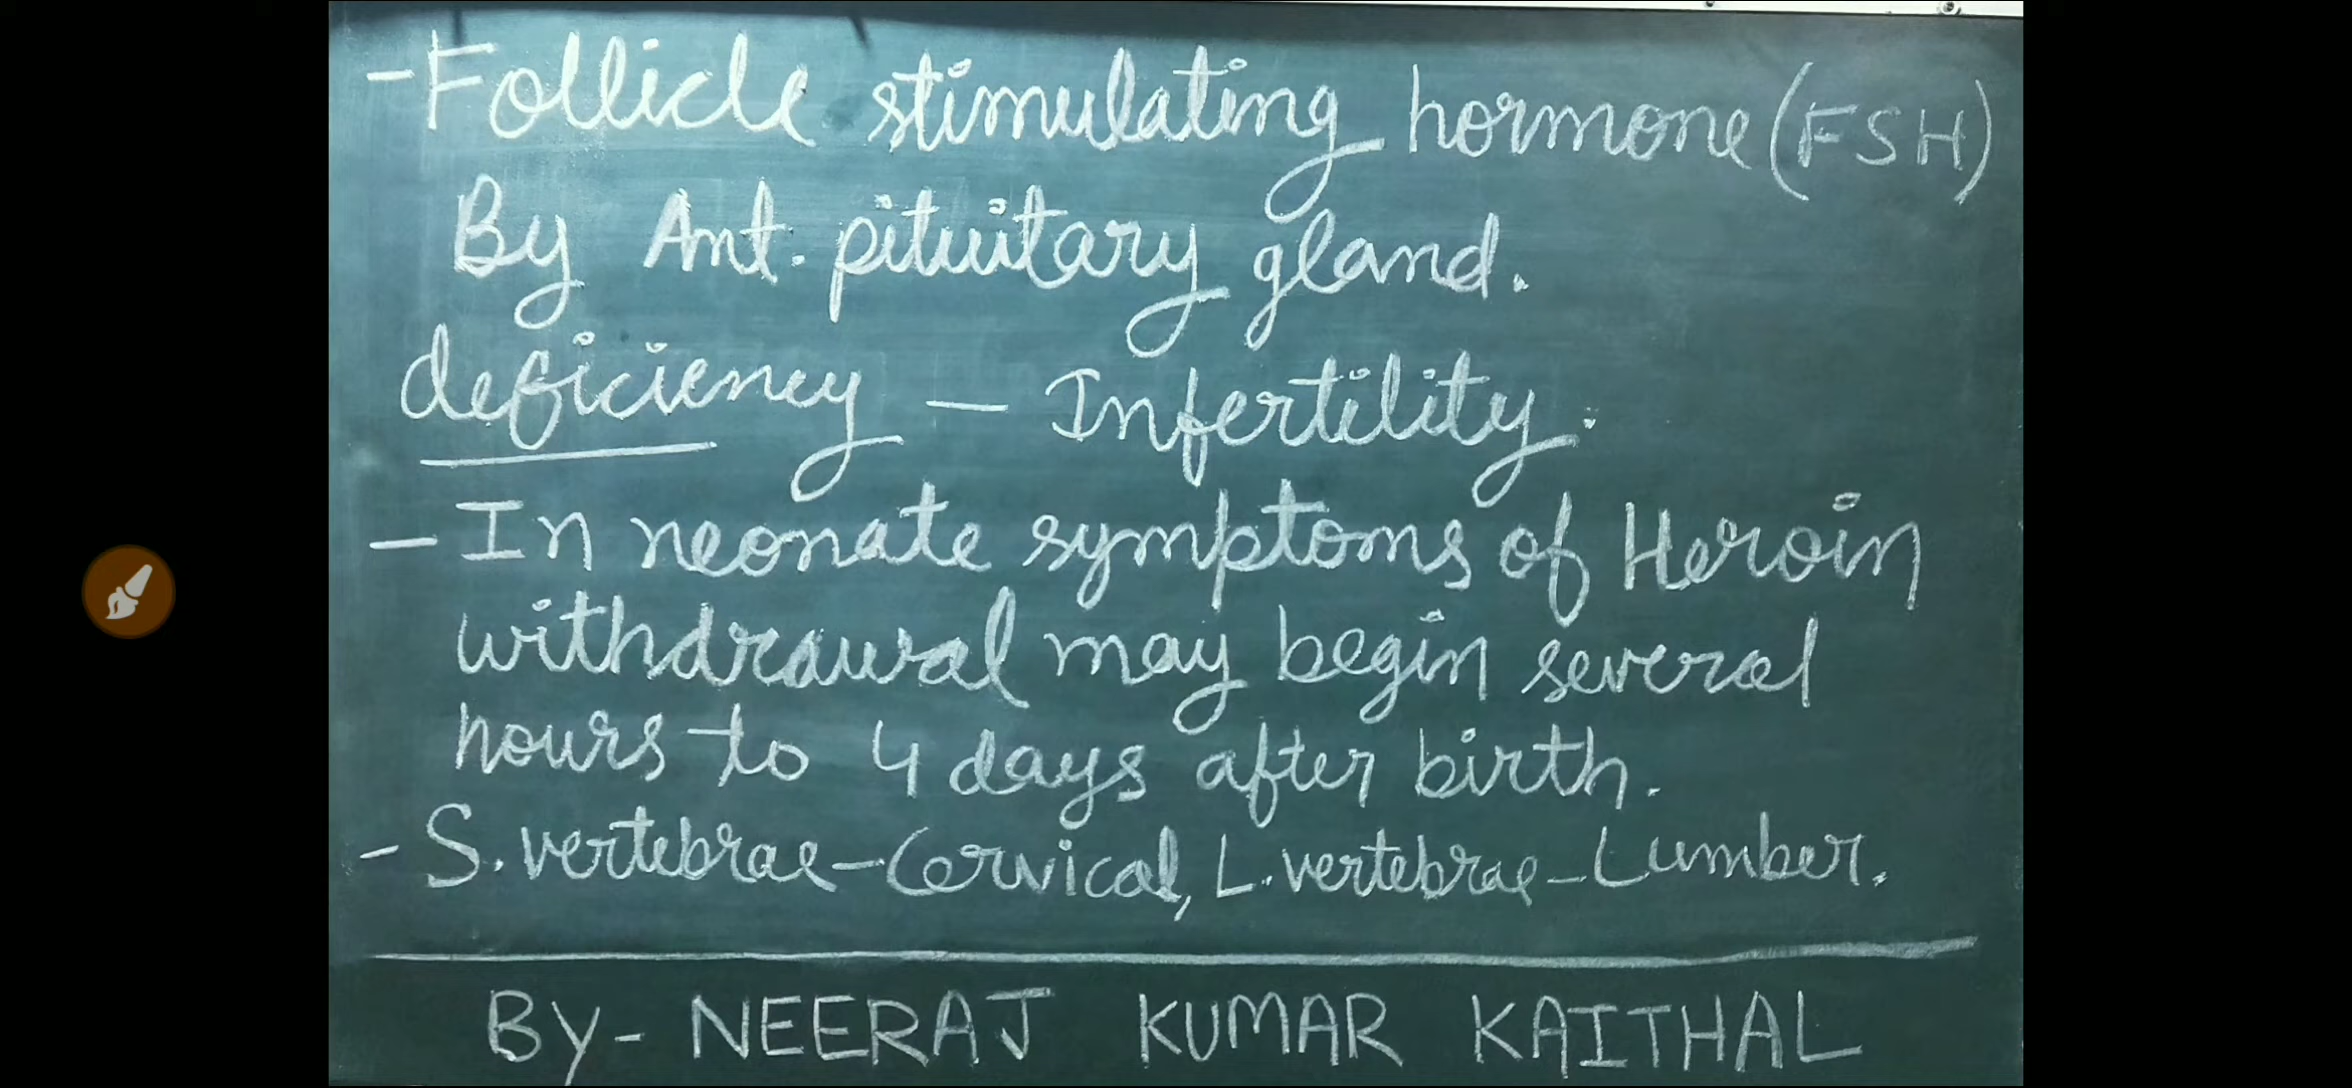 - Follicle stimulating hormone (FSH)
By Ant. pituitary gland.
deficiency - Infertility.
- In neonate symptoms of Heroin
withdrawal may begin several
hours to 4 days after birth.
- S. vertebrae - Cervical, L. vertebrae - Lumber.
By - NEERAJ KUMAR KAITHAL